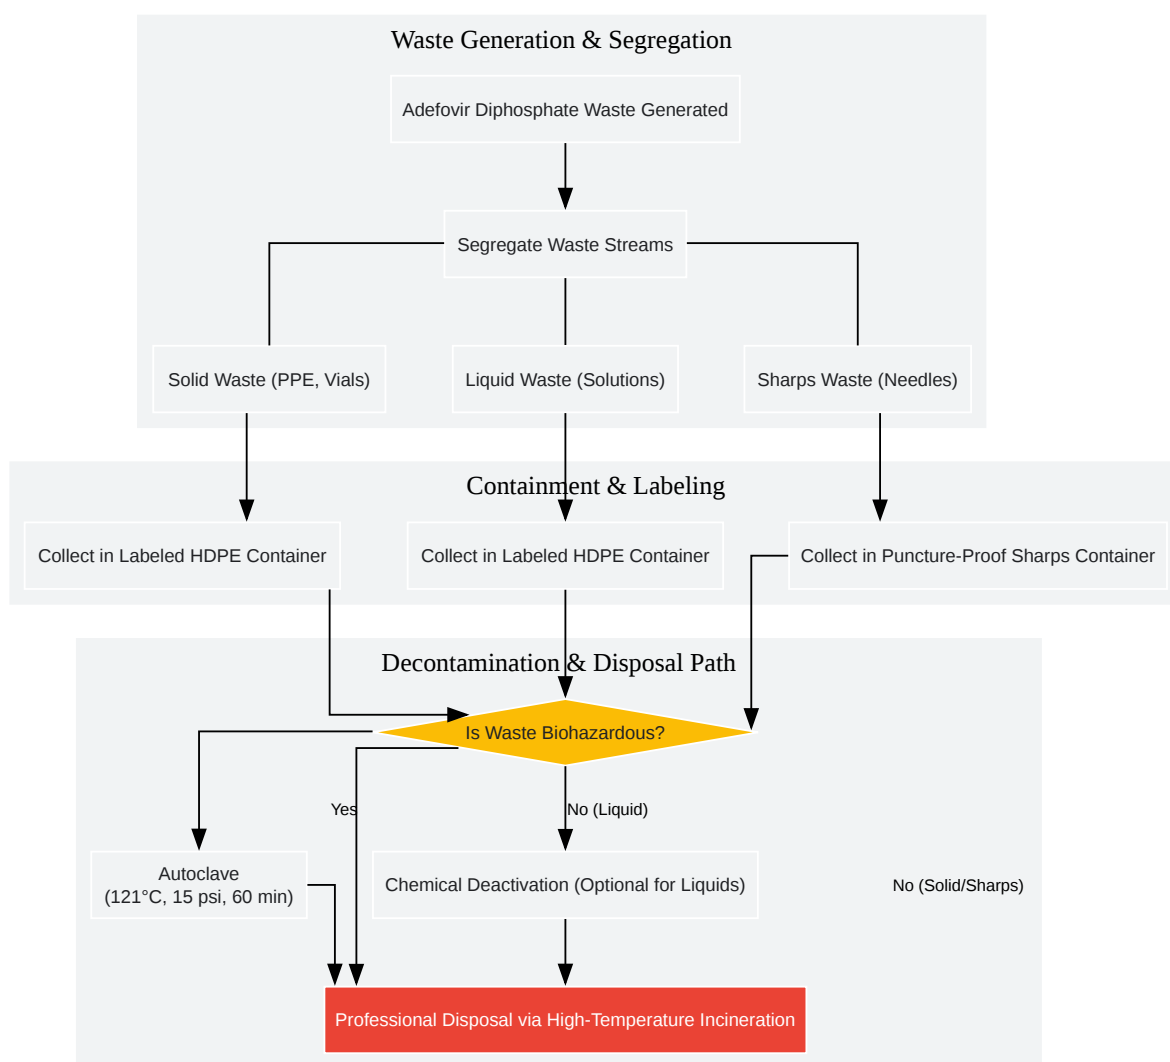 Waste Generation & Segregation
Adefovir Diphosphate Waste Generated
Segregate Waste Streams
Solid Waste (PPE, Vials)
Liquid Waste (Solutions)
Sharps Waste (Needles)
Containment & Labeling
Collect in Labeled HDPE Container
Collect in Labeled HDPE Container
Collect in Puncture-Proof Sharps Container
Decontamination & Disposal Path
Is Waste Biohazardous?
Yes
No (Liquid)
Autoclave
(121°C, 15 psi, 60 min)
Chemical Deactivation (Optional for Liquids)
No (Solid/Sharps)
Professional Disposal via High-Temperature Incineration